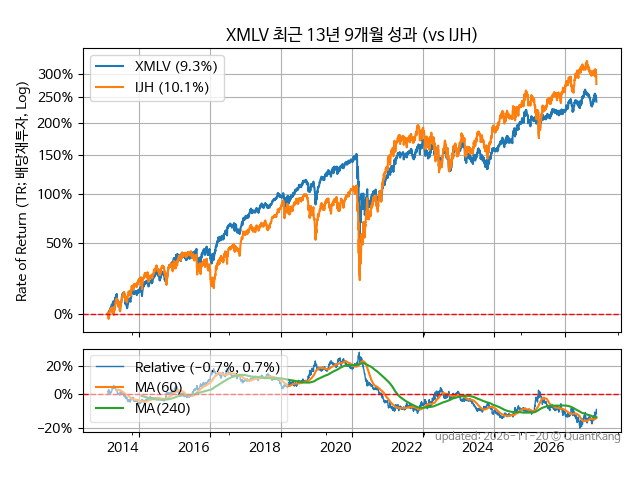 XMLV 최근 13년 9개월 성과 (vs IJH)
XMLV (9.3%)
IJH (10.1%)
300%
250%
200%
150%
100%
50%
0%
Rate of Return (TR: 배당재투자, Log)
Relative (−0.7%, 0.7%)
MA(60)
MA(240)
20%
0%
−20%
2014 2016 2018 2020 2022 2024 2026
updated: 2026-11-20 © QuantKang